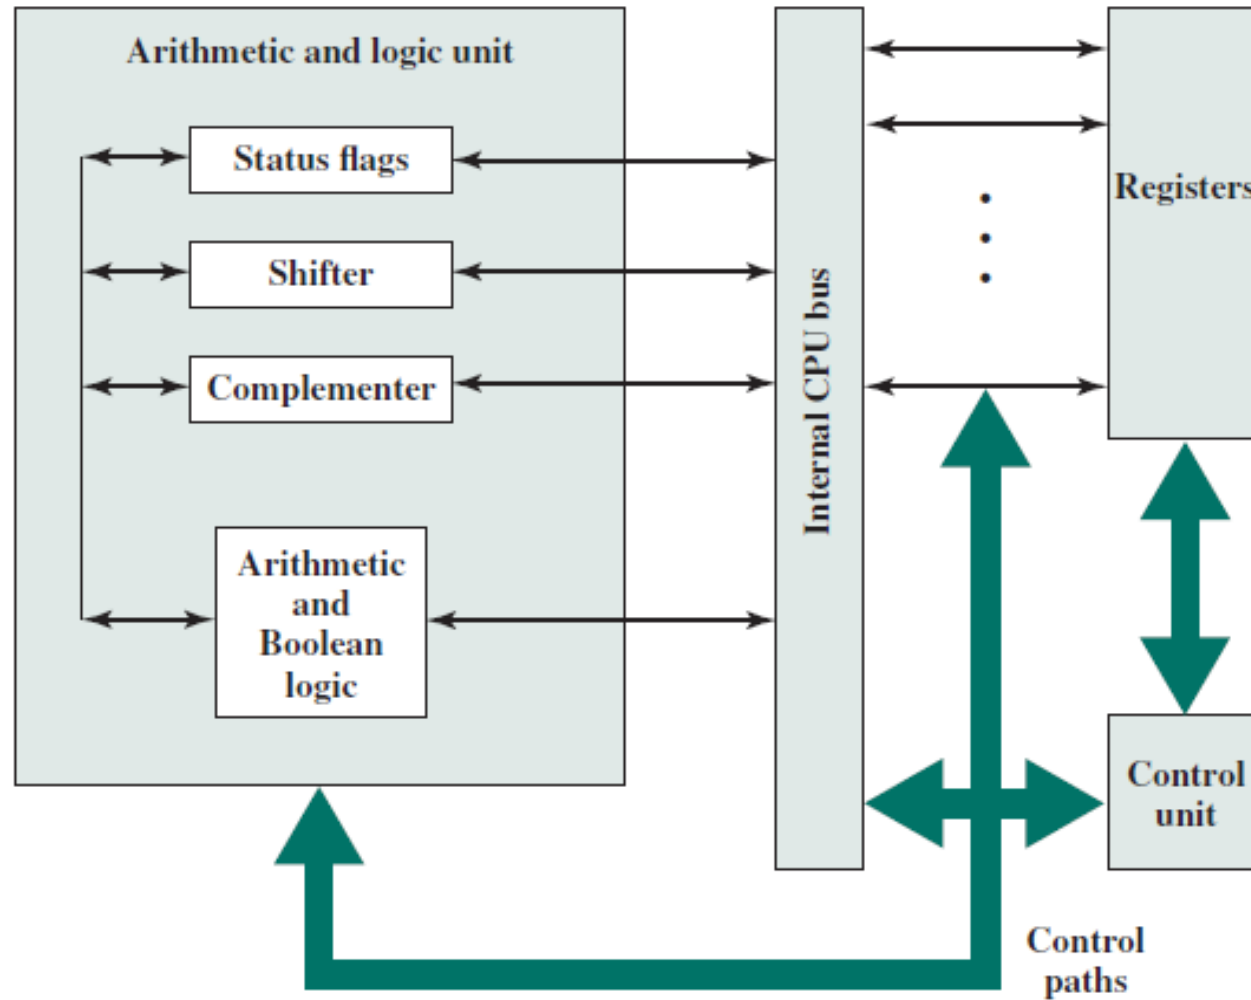 Arithmetic and logic unit
Status flags
Shifter
Complementer
Arithmetic
and
Boolean
logic
Internal CPU bus
Registers
Control
unit
Control
paths